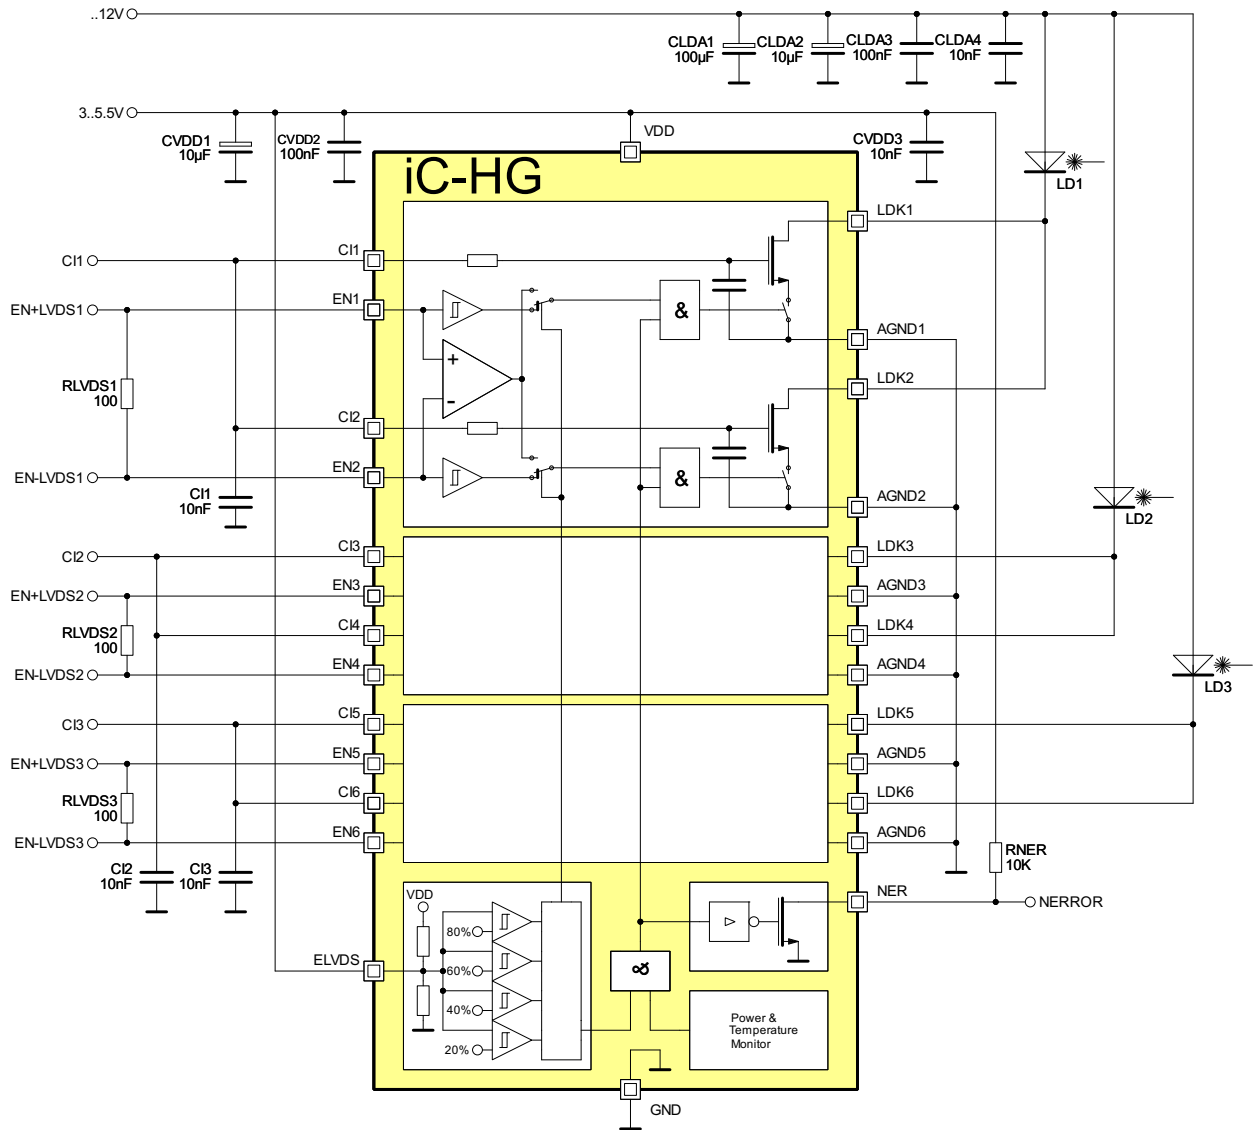 ..12V
CLDA1
100µF
CLDA2
10µF
CLDA3
100nF
CLDA4
10nF
3..5.5V
CVDD1
10µF
CVDD2
100nF
VDD
CVDD3
10nF
iC-HG
LD1
LDK1
CI1
CI1
EN+LVDS1
EN1
&
+
-
AGND1
RLVDS1
100
LDK2
CI2
EN-LVDS1
EN2
&
CI1
10nF
AGND2
LD2
CI2
CI3
LDK3
EN+LVDS2
EN3
AGND3
RLVDS2
100
CI4
LDK4
EN-LVDS2
EN4
AGND4
LD3
CI3
CI5
LDK5
EN+LVDS3
EN5
AGND5
RLVDS3
100
CI6
LDK6
EN-LVDS3
EN6
AGND6
CI2
10nF
CI3
10nF
RNER
10K
VDD
NER
NERROR
80%
ELVDS
60%
&
40%
20%
Power &
Temperature
Monitor
GND